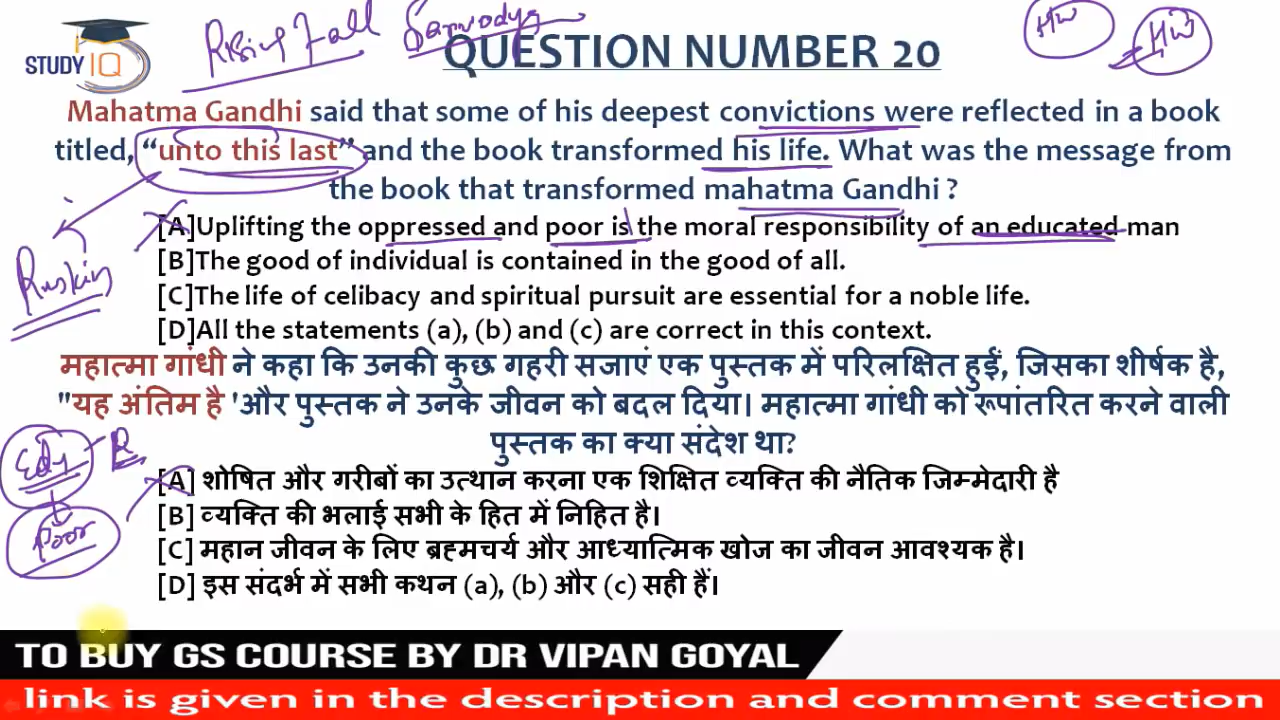 Rising Fall Sarvodya
HW HW
STUDY IQ
QUESTION NUMBER 20
Mahatma Gandhi said that some of his deepest convictions were reflected in a book
titled, “unto this last” and the book transformed his life. What was the message from
the book that transformed mahatma Gandhi ?
[A]Uplifting the oppressed and poor is the moral responsibility of an educated man
Ruskin
[B]The good of individual is contained in the good of all.
[C]The life of celibacy and spiritual pursuit are essential for a noble life.
[D]All the statements (a), (b) and (c) are correct in this context.
महात्मा गांधी ने कहा कि उनकी कुछ गहरी सजाएं एक पुस्तक में परिलक्षित हुईं, जिसका शीर्षक है,
"यह अंतिम है 'और पुस्तक ने उनके जीवन को बदल दिया। महात्मा गांधी को रूपांतरित करने वाली
पुस्तक का क्या संदेश था?
Edu R
[A] शोषित और गरीबों का उत्थान करना एक शिक्षित व्यक्ति की नैतिक जिम्मेदारी है
[B] व्यक्ति की भलाई सभी के हित में निहित है।
Poor
[C] महान जीवन के लिए ब्रह्मचर्य और आध्यात्मिक खोज का जीवन आवश्यक है।
[D] इस संदर्भ में सभी कथन (a), (b) और (c) सही हैं।
TO BUY GS COURSE BY DR VIPAN GOYAL
link is given in the description and comment section